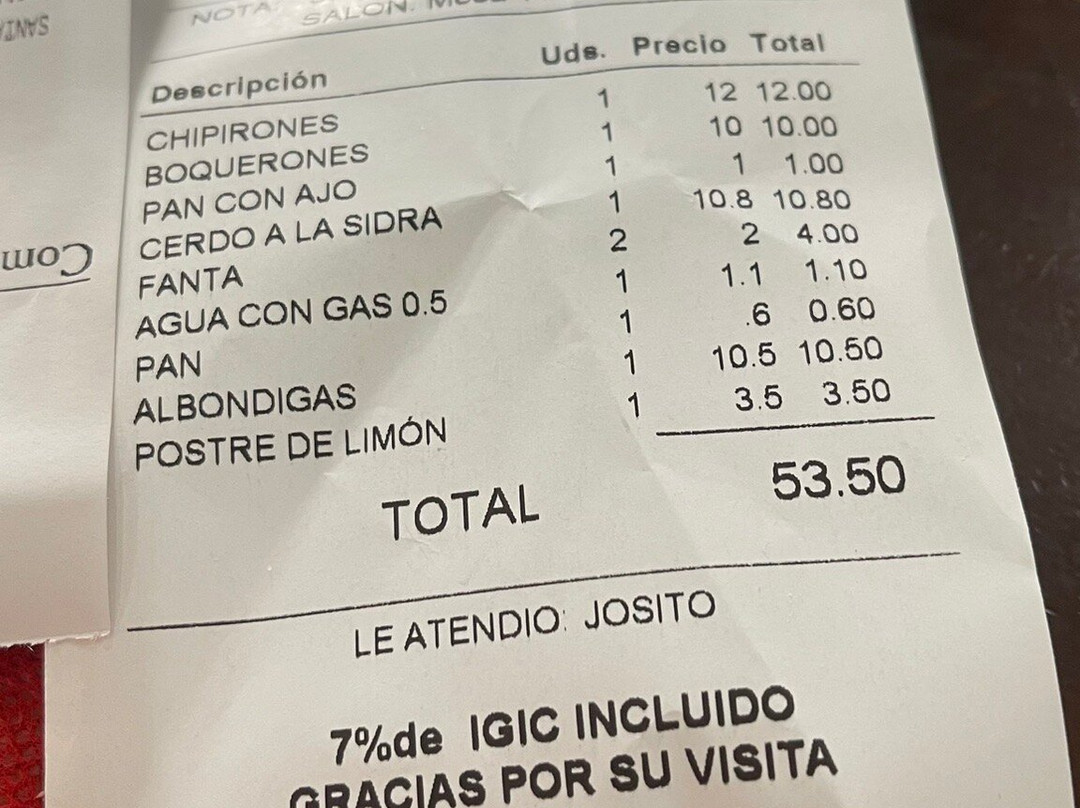 NOTA:
SALON:
Descripción Uds. Precio Total
CHIPIRONES 1 12 12.00
BOQUERONES 1 10 10.00
PAN CON AJO 1 1 1.00
CERDO A LA SIDRA 1 10.8 10.80
FANTA 2 2 4.00
AGUA CON GAS 0.5 1 1.1 1.10
PAN 1 .6 0.60
ALBONDIGAS 1 10.5 10.50
POSTRE DE LIMÓN 1 3.5 3.50
TOTAL 53.50
LE ATENDIO: JOSITO
7%de IGIC INCLUIDO
GRACIAS POR SU VISITA
Com